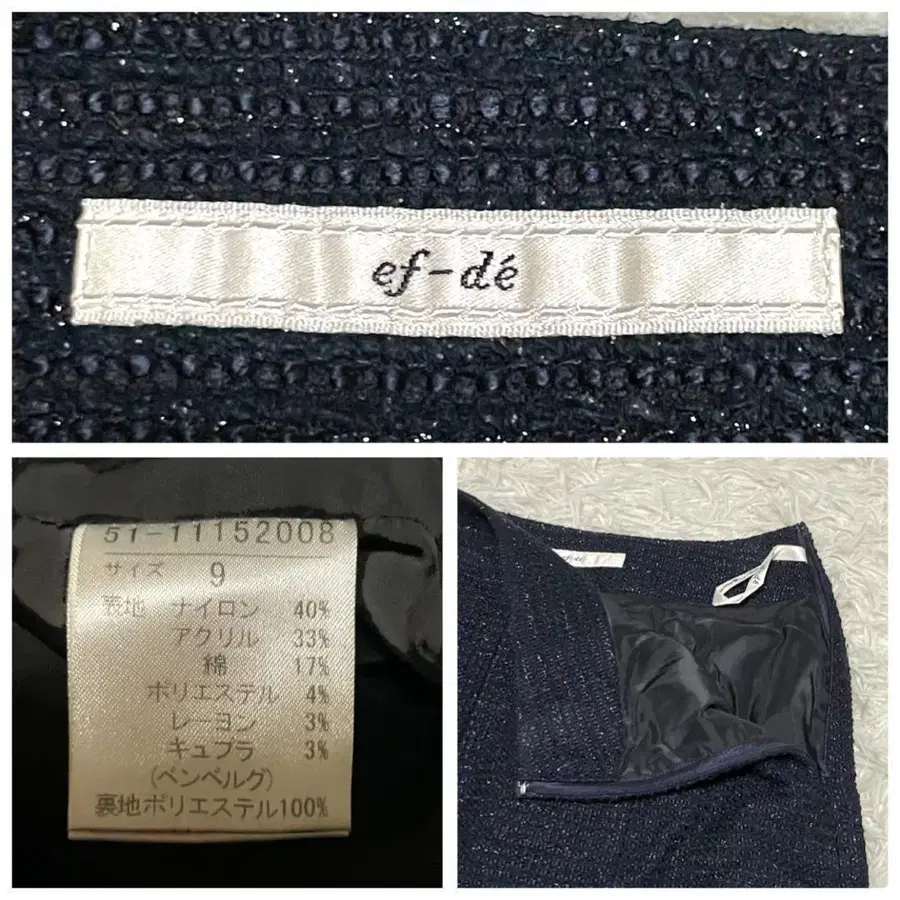 ef-dé
51-11152008
サイズ 9
表地 ナイロン 40%
アクリル 33%
綿 17%
ポリエステル 4%
レーヨン 3%
キュプラ 3%
(ベンベルグ)
裏地ポリエステル100%